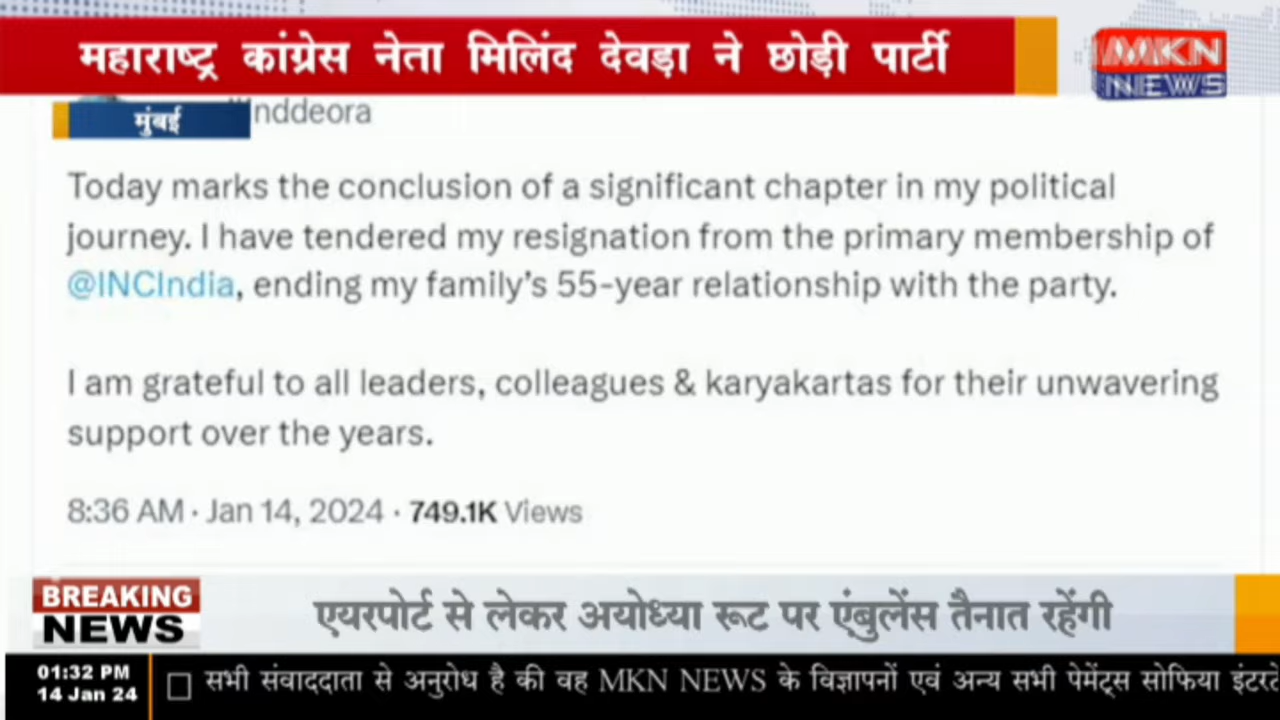 महाराष्ट्र कांग्रेस नेता मिलिंद देवड़ा ने छोड़ी पार्टी
MKN
NEWS
मुंबई
nddeora
Today marks the conclusion of a significant chapter in my political
journey. I have tendered my resignation from the primary membership of
@INCIndia, ending my family's 55-year relationship with the party.
I am grateful to all leaders, colleagues & karyakartas for their unwavering
support over the years.
8:36 AM · Jan 14, 2024 · 749.1K Views
BREAKING
NEWS
एयरपोर्ट से लेकर अयोध्या रूट पर एंबुलेंस तैनात रहेंगी
01:32 PM
14 Jan 24
सभी संवाददाता से अनुरोध है की वह MKN NEWS के विज्ञापनों एवं अन्य सभी पेमेंट्स सोफिया